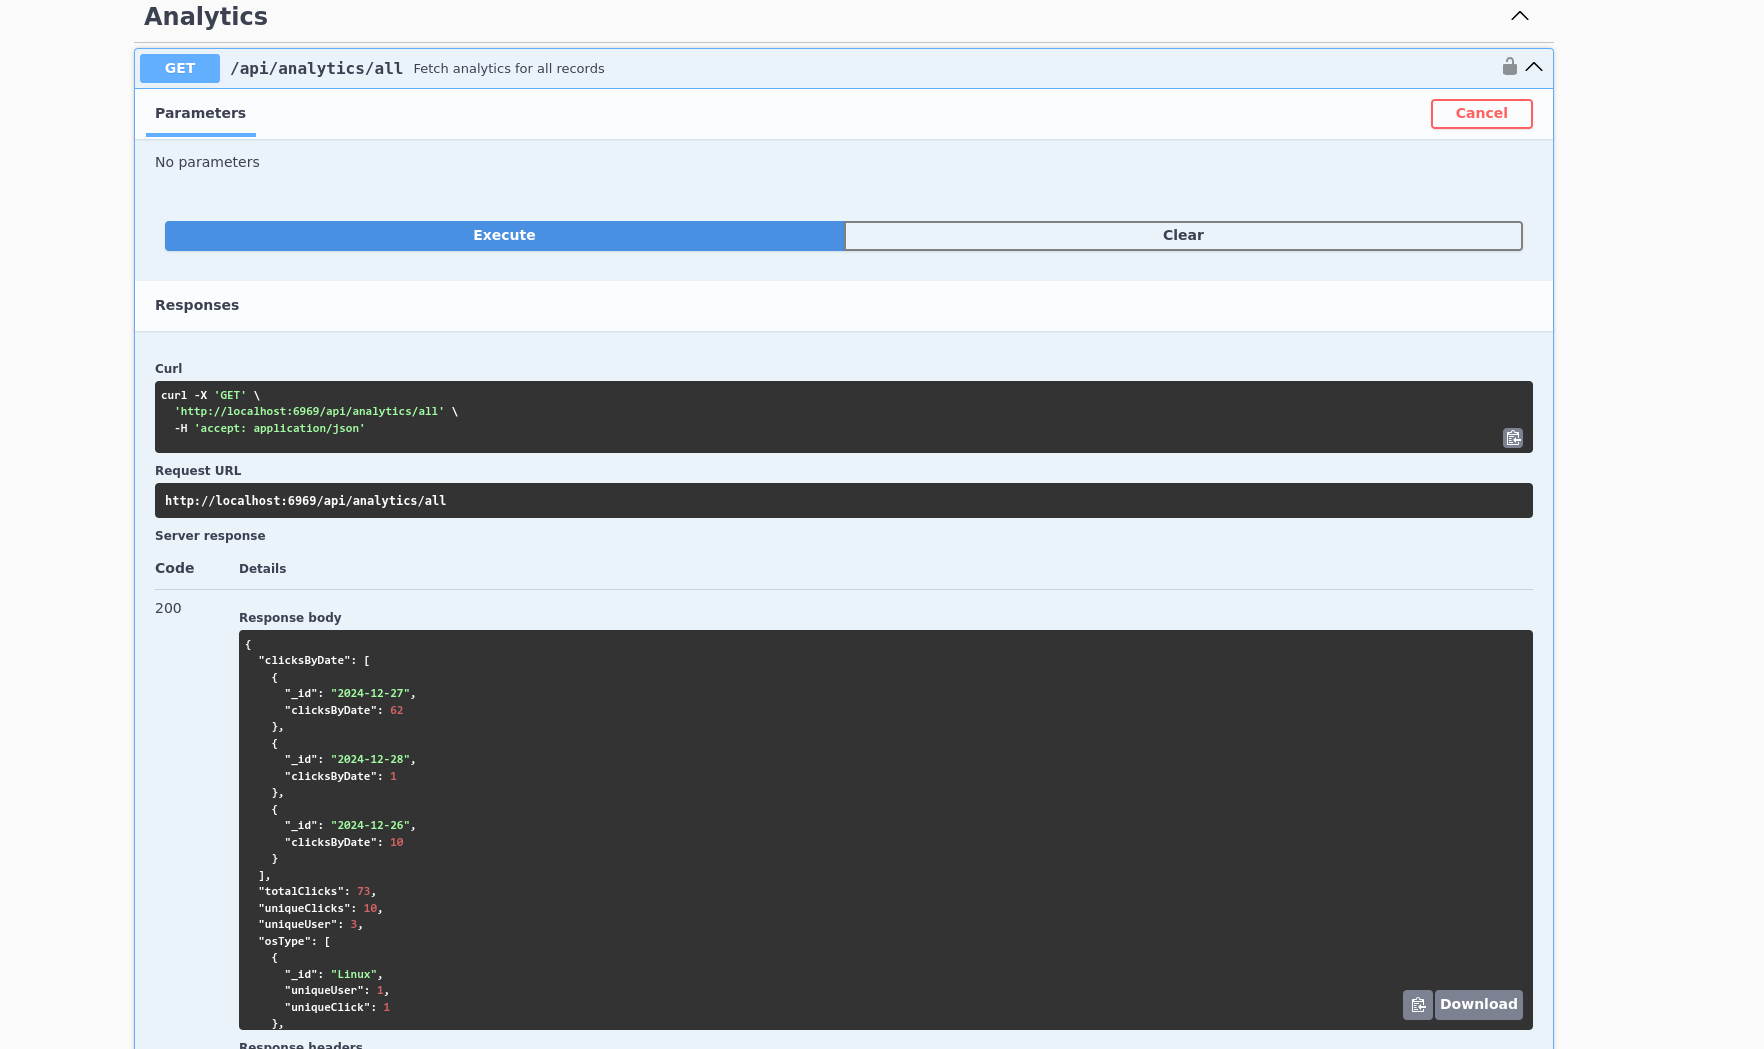 Analytics
GET /api/analytics/all Fetch analytics for all records
Parameters
Cancel
No parameters
Execute
Clear
Responses
Curl
curl -X 'GET' \
  'http://localhost:6969/api/analytics/all' \
  -H 'accept: application/json'
Request URL
http://localhost:6969/api/analytics/all
Server response
Code Details
200
Response body
{
  "clicksByDate": [
    {
      "_id": "2024-12-27",
      "clicksByDate": 62
    },
    {
      "_id": "2024-12-28",
      "clicksByDate": 1
    },
    {
      "_id": "2024-12-26",
      "clicksByDate": 10
    }
  ],
  "totalClicks": 73,
  "uniqueClicks": 10,
  "uniqueUser": 3,
  "osType": [
    {
      "_id": "Linux",
      "uniqueUser": 1,
      "uniqueClick": 1
    },
Download
Response headers